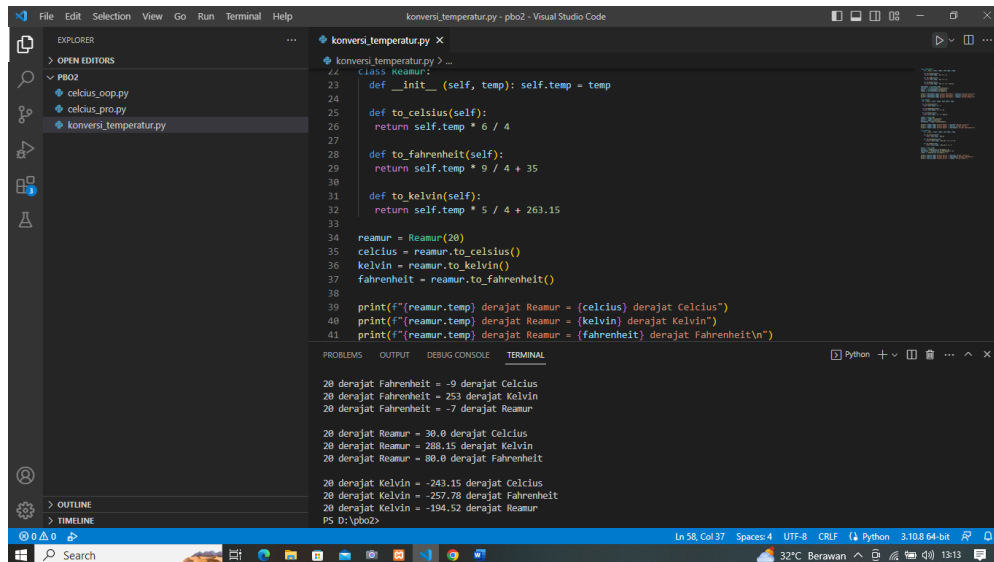 File Edit Selection View Go Run Terminal Help
konversi_temperatur.py - pbo2 - Visual Studio Code
EXPLORER
OPEN EDITORS
PBO2
celcius_oop.py
celcius_pro.py
konversi_temperatur.py
OUTLINE
TIMELINE
3
konversi_temperatur.py
konversi_temperatur.py > ...
22 class Reamur:
23 def __init__ (self, temp): self.temp = temp
24
25 def to_celsius(self):
26 return self.temp * 6 / 4
27
28 def to_fahrenheit(self):
29 return self.temp * 9 / 4 + 35
30
31 def to_kelvin(self):
32 return self.temp * 5 / 4 + 263.15
33
34 reamur = Reamur(20)
35 celcius = reamur.to_celsius()
36 kelvin = reamur.to_kelvin()
37 fahrenheit = reamur.to_fahrenheit()
38
39 print(f"{reamur.temp} derajat Reamur = {celcius} derajat Celcius")
40 print(f"{reamur.temp} derajat Reamur = {kelvin} derajat Kelvin")
41 print(f"{reamur.temp} derajat Reamur = {fahrenheit} derajat Fahrenheit\n")
PROBLEMS OUTPUT DEBUG CONSOLE TERMINAL
Python
20 derajat Fahrenheit = -9 derajat Celcius
20 derajat Fahrenheit = 253 derajat Kelvin
20 derajat Fahrenheit = -7 derajat Reamur
20 derajat Reamur = 30.0 derajat Celcius
20 derajat Reamur = 288.15 derajat Kelvin
20 derajat Reamur = 80.0 derajat Fahrenheit
20 derajat Kelvin = -243.15 derajat Celcius
20 derajat Kelvin = -257.78 derajat Fahrenheit
20 derajat Kelvin = -194.52 derajat Reamur
PS D:\pbo2>
0 0 Ln 58, Col 37 Spaces: 4 UTF-8 CRLF Python 3.10.8 64-bit
Search
32°C Berawan 13:13